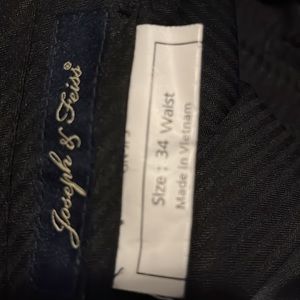 Joseph & Feiss®
Size : 34 Waist
Made in Vietnam